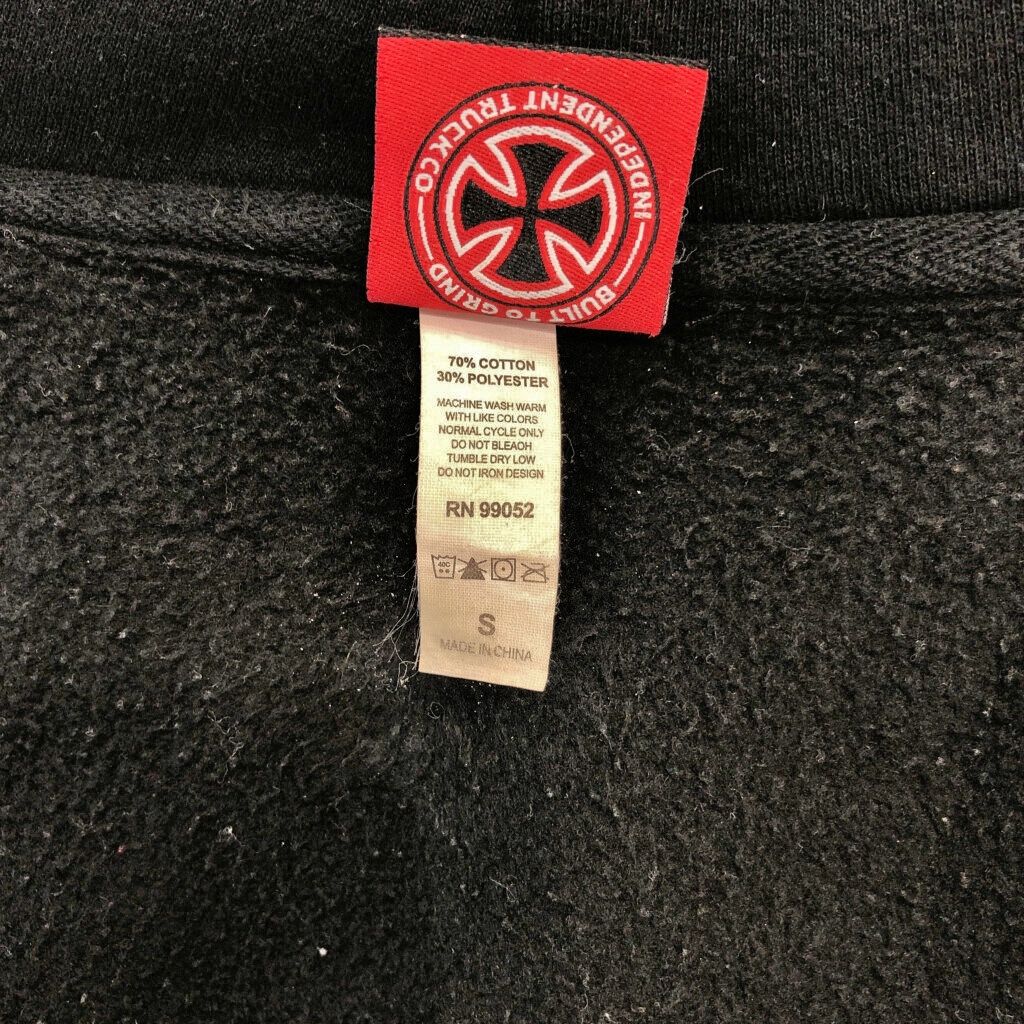 INDEPENDENT TRUCK CO
BUILT TO GRIND
70% COTTON
30% POLYESTER
MACHINE WASH WARM
WITH LIKE COLORS
NORMAL CYCLE ONLY
DO NOT BLEAOH
TUMBLE DRY LOW
DO NOT IRON DESIGN
RN 99052
40C
S
MADE IN CHINA